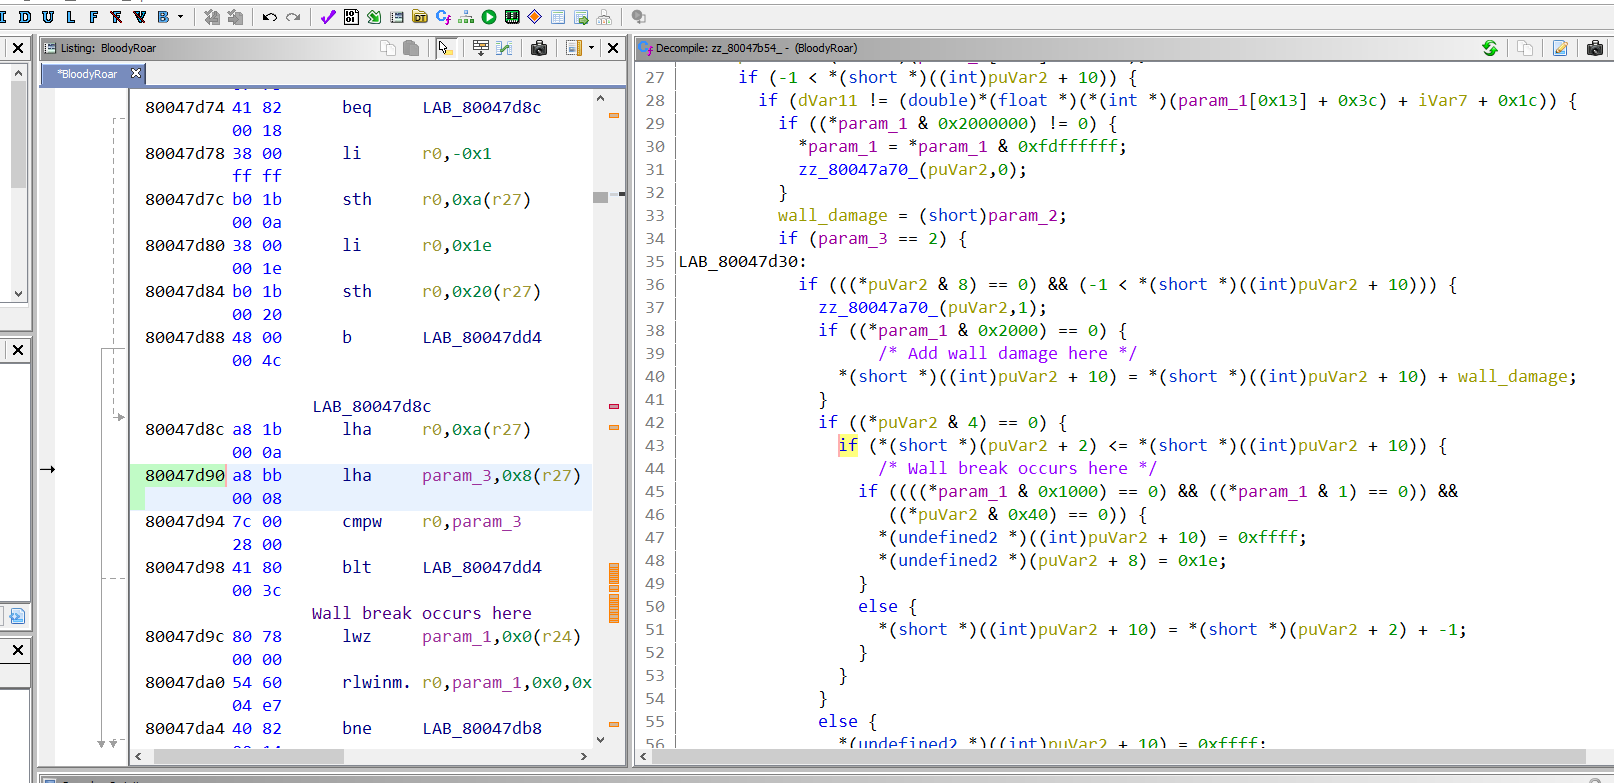 I D U L F R V B
Listing: BloodyRoar
*BloodyRoar
80047d74 41 82 beq LAB_80047d8c
00 18
80047d78 38 00 li r0,-0x1
ff ff
80047d7c b0 1b sth r0,0xa(r27)
00 0a
80047d80 38 00 li r0,0x1e
00 1e
80047d84 b0 1b sth r0,0x20(r27)
00 20
80047d88 48 00 b LAB_80047dd4
00 4c
LAB_80047d8c
80047d8c a8 1b lha r0,0xa(r27)
00 0a
80047d90 a8 bb lha param_3,0x8(r27)
00 08
80047d94 7c 00 cmpw r0,param_3
28 00
80047d98 41 80 blt LAB_80047dd4
00 3c
Wall break occurs here
80047d9c 80 78 lwz param_1,0x0(r24)
00 00
80047da0 54 60 rlwinm. r0,param_1,0x0,0x
04 e7
80047da4 40 82 bne LAB_80047db8
Decompile: zz_80047b54_ - (BloodyRoar)
27 if (-1 < *(short *)((int)puVar2 + 10)) {
28 if (dVar11 != (double)*(float *)(*(int *)(param_1[0x13] + 0x3c) + iVar7 + 0x1c)) {
29 if ((*param_1 & 0x2000000) != 0) {
30 *param_1 = *param_1 & 0xfdffffff;
31 zz_80047a70_(puVar2,0);
32 }
33 wall_damage = (short)param_2;
34 if (param_3 == 2) {
35 LAB_80047d30:
36 if (((*puVar2 & 8) == 0) && (-1 < *(short *)((int)puVar2 + 10))) {
37 zz_80047a70_(puVar2,1);
38 if ((*param_1 & 0x2000) == 0) {
39 /* Add wall damage here */
40 *(short *)((int)puVar2 + 10) = *(short *)((int)puVar2 + 10) + wall_damage;
41 }
42 if ((*puVar2 & 4) == 0) {
43 if (*(short *)(puVar2 + 2) <= *(short *)((int)puVar2 + 10)) {
44 /* Wall break occurs here */
45 if ((((*param_1 & 0x1000) == 0) && ((*param_1 & 1) == 0)) &&
46 ((*puVar2 & 0x40) == 0)) {
47 *(undefined2 *)((int)puVar2 + 10) = 0xffff;
48 *(undefined2 *)(puVar2 + 8) = 0x1e;
49 }
50 else {
51 *(short *)((int)puVar2 + 10) = *(short *)(puVar2 + 2) + -1;
52 }
53 }
54 }
55 else {
56 *(undefined2 *)((int)puVar2 + 10) = 0xffff;